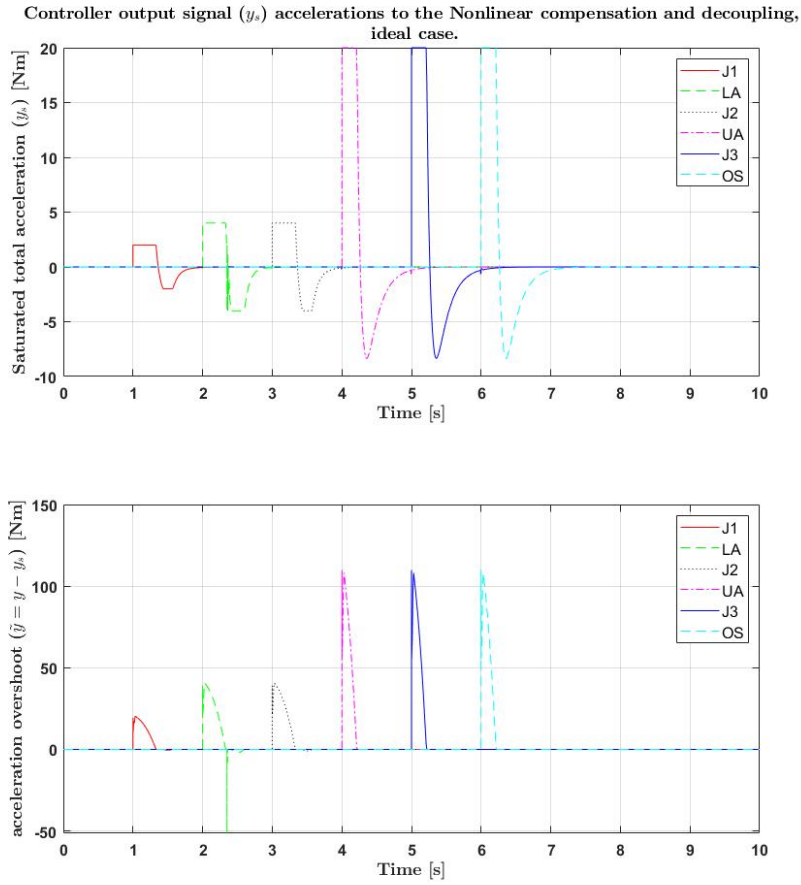 Controller output signal (yₛ) accelerations to the Nonlinear compensation and decoupling,
ideal case.
Saturated total acceleration (yₛ) [Nm]
20
15
10
5
0
-5
-10
J1
LA
J2
UA
J3
OS
0 1 2 3 4 5 6 7 8 9 10
Time [s]
acceleration overshoot (ỹ = y − yₛ) [Nm]
150
100
50
0
-50
J1
LA
J2
UA
J3
OS
0 1 2 3 4 5 6 7 8 9 10
Time [s]